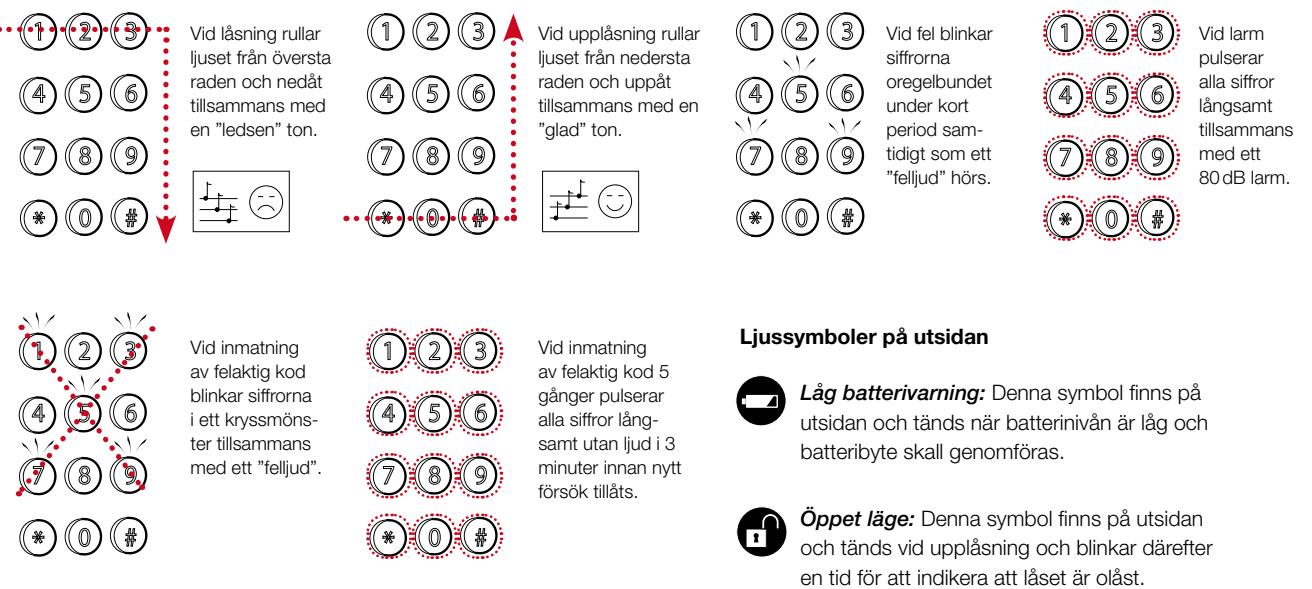 1 2 3
4 5 6
7 8 9
* 0 #
Vid låsning rullar
ljuset från översta
raden och nedåt
tillsammans med
en ”ledsen” ton.
1 2 3
4 5 6
7 8 9
* 0 #
Vid upplåsning rullar
ljuset från nedersta
raden och uppåt
tillsammans med en
”glad” ton.
1 2 3
4 5 6
7 8 9
* 0 #
Vid fel blinkar
siffrorna
oregelbundet
under kort
period sam-
tidigt som ett
”felljud” hörs.
1 2 3
4 5 6
7 8 9
* 0 #
Vid larm
pulserar
alla siffror
långsamt
tillsammans
med ett
80 dB larm.
1 2 3
4 5 6
7 8 9
* 0 #
Vid inmatning
av felaktig kod
blinkar siffrorna
i ett kryssmöns-
ter tillsammans
med ett ”felljud”.
1 2 3
4 5 6
7 8 9
* 0 #
Vid inmatning
av felaktig kod 5
gånger pulserar
alla siffror lång-
samt utan ljud i 3
minuter innan nytt
försök tillåts.
Ljussymboler på utsidan
Låg batterivarning: Denna symbol finns på
utsidan och tänds när batterinivån är låg och
batteribyte skall genomföras.
Öppet läge: Denna symbol finns på utsidan
och tänds vid upplåsning och blinkar därefter
en tid för att indikera att låset är olåst.